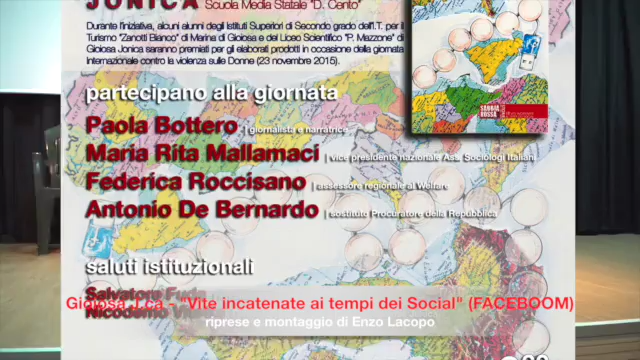 JONICA Scuola Media Statale "D. Cento"
Durante l'iniziativa, alcuni alunni degli Istituti Superiori di Secondo grado dell'I.T. per il
Turismo "Zanotti Bianco" di Marina di Gioiosa e del Liceo Scientifico "P. Mazzone" di
Gioiosa Jonica saranno premiati per gli elaborati prodotti in occasione della giornata
Internazionale contro la violenza sulle Donne (23 novembre 2015).
partecipano alla giornata
Paola Bottero | giornalista e narratrice
Maria Rita Mallamaci | vice presidente nazionale Ass. Sociologi Italiani
Federica Roccisano | assessore regionale al Welfare
Antonio De Bernardo | sostituto Procuratore della Repubblica
saluti istituzionali
Salvatore
Nicodemo
Gioiosa J.ca - "Vite incatenate ai tempi dei Social" (FACEBOOM)
riprese e montaggio di Enzo Lacopo
SABBIA
ROSSA